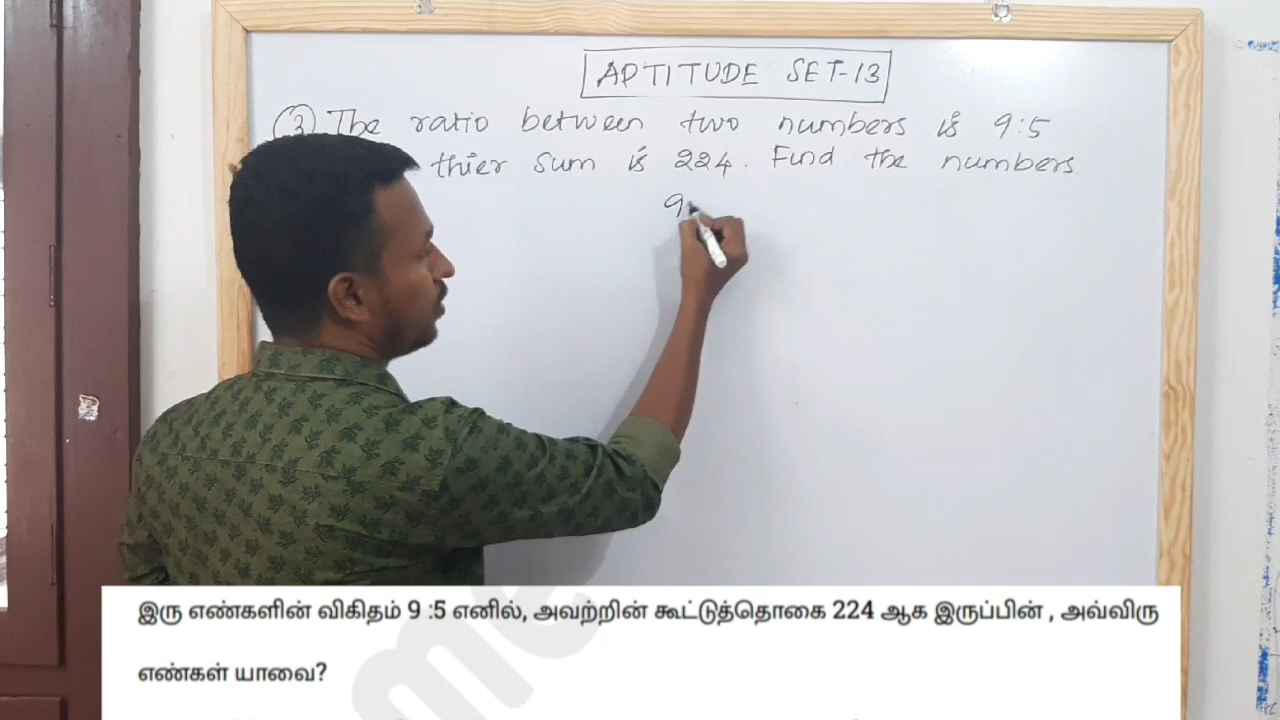 APTITUDE SET-13
③ The ratio between two numbers is 9:5
thier sum is 224. Find the numbers.
9
இரு எண்களின் விகிதம் 9 :5 எனில், அவற்றின் கூட்டுத்தொகை 224 ஆக இருப்பின் , அவ்விரு
எண்கள் யாவை?